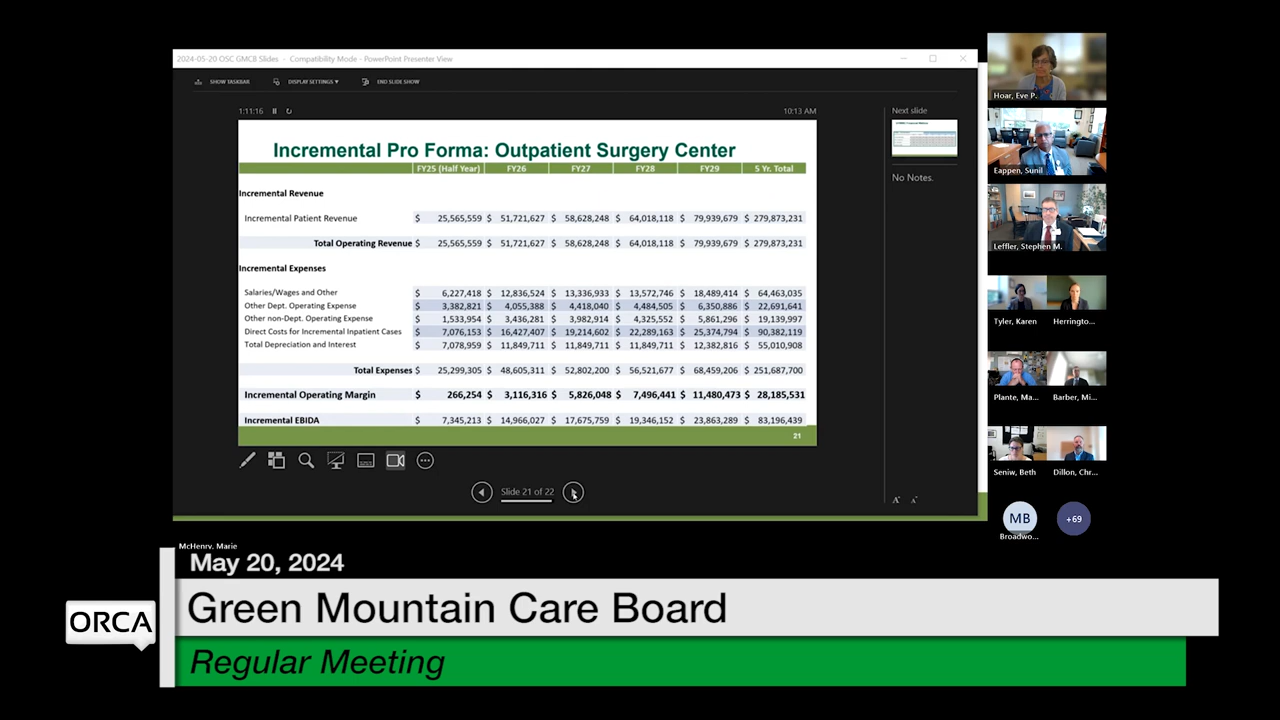 2024-05-20 OSC GMCB Slides - Compatibility Mode - PowerPoint Presenter View
SHOW TASKBAR DISPLAY SETTINGS ▾ END SLIDE SHOW
1:11:16 10:13 AM
Incremental Pro Forma: Outpatient Surgery Center
FY25 (Half Year) FY26 FY27 FY28 FY29 5 Yr. Total
Incremental Revenue
Incremental Patient Revenue $ 25,565,559 $ 51,721,627 $ 58,628,248 $ 64,018,118 $ 79,939,679 $ 279,873,231
Total Operating Revenue $ 25,565,559 $ 51,721,627 $ 58,628,248 $ 64,018,118 $ 79,939,679 $ 279,873,231
Incremental Expenses
Salaries/Wages and Other $ 6,227,418 $ 12,836,524 $ 13,336,933 $ 13,572,746 $ 18,489,414 $ 64,463,035
Other Dept. Operating Expense $ 3,382,821 $ 4,055,388 $ 4,418,040 $ 4,484,505 $ 6,350,886 $ 22,691,641
Other non-Dept. Operating Expense $ 1,533,954 $ 3,436,281 $ 3,982,914 $ 4,325,552 $ 5,861,296 $ 19,139,997
Direct Costs for Incremental Inpatient Cases $ 7,076,153 $ 16,427,407 $ 19,214,602 $ 22,289,163 $ 25,374,794 $ 90,382,119
Total Depreciation and Interest $ 7,078,959 $ 11,849,711 $ 11,849,711 $ 11,849,711 $ 12,382,816 $ 55,010,908
Total Expenses $ 25,299,305 $ 48,605,311 $ 52,802,200 $ 56,521,677 $ 68,459,206 $ 251,687,700
Incremental Operating Margin $ 266,254 $ 3,116,316 $ 5,826,048 $ 7,496,441 $ 11,480,473 $ 28,185,531
Incremental EBIDA $ 7,345,213 $ 14,966,027 $ 17,675,759 $ 19,346,152 $ 23,863,289 $ 83,196,439
21
Slide 21 of 22
Next slide
No Notes.
A A
Hoar, Eve P.
Eappen, Sunil
Leffler, Stephen M.
Tyler, Karen Herringto...
Plante, Ma... Barber, Mi...
Seniw, Beth Dillon, Chr...
MB +69
Broadwo...
McHenry, Marie
May 20, 2024
ORCA
Green Mountain Care Board
Regular Meeting